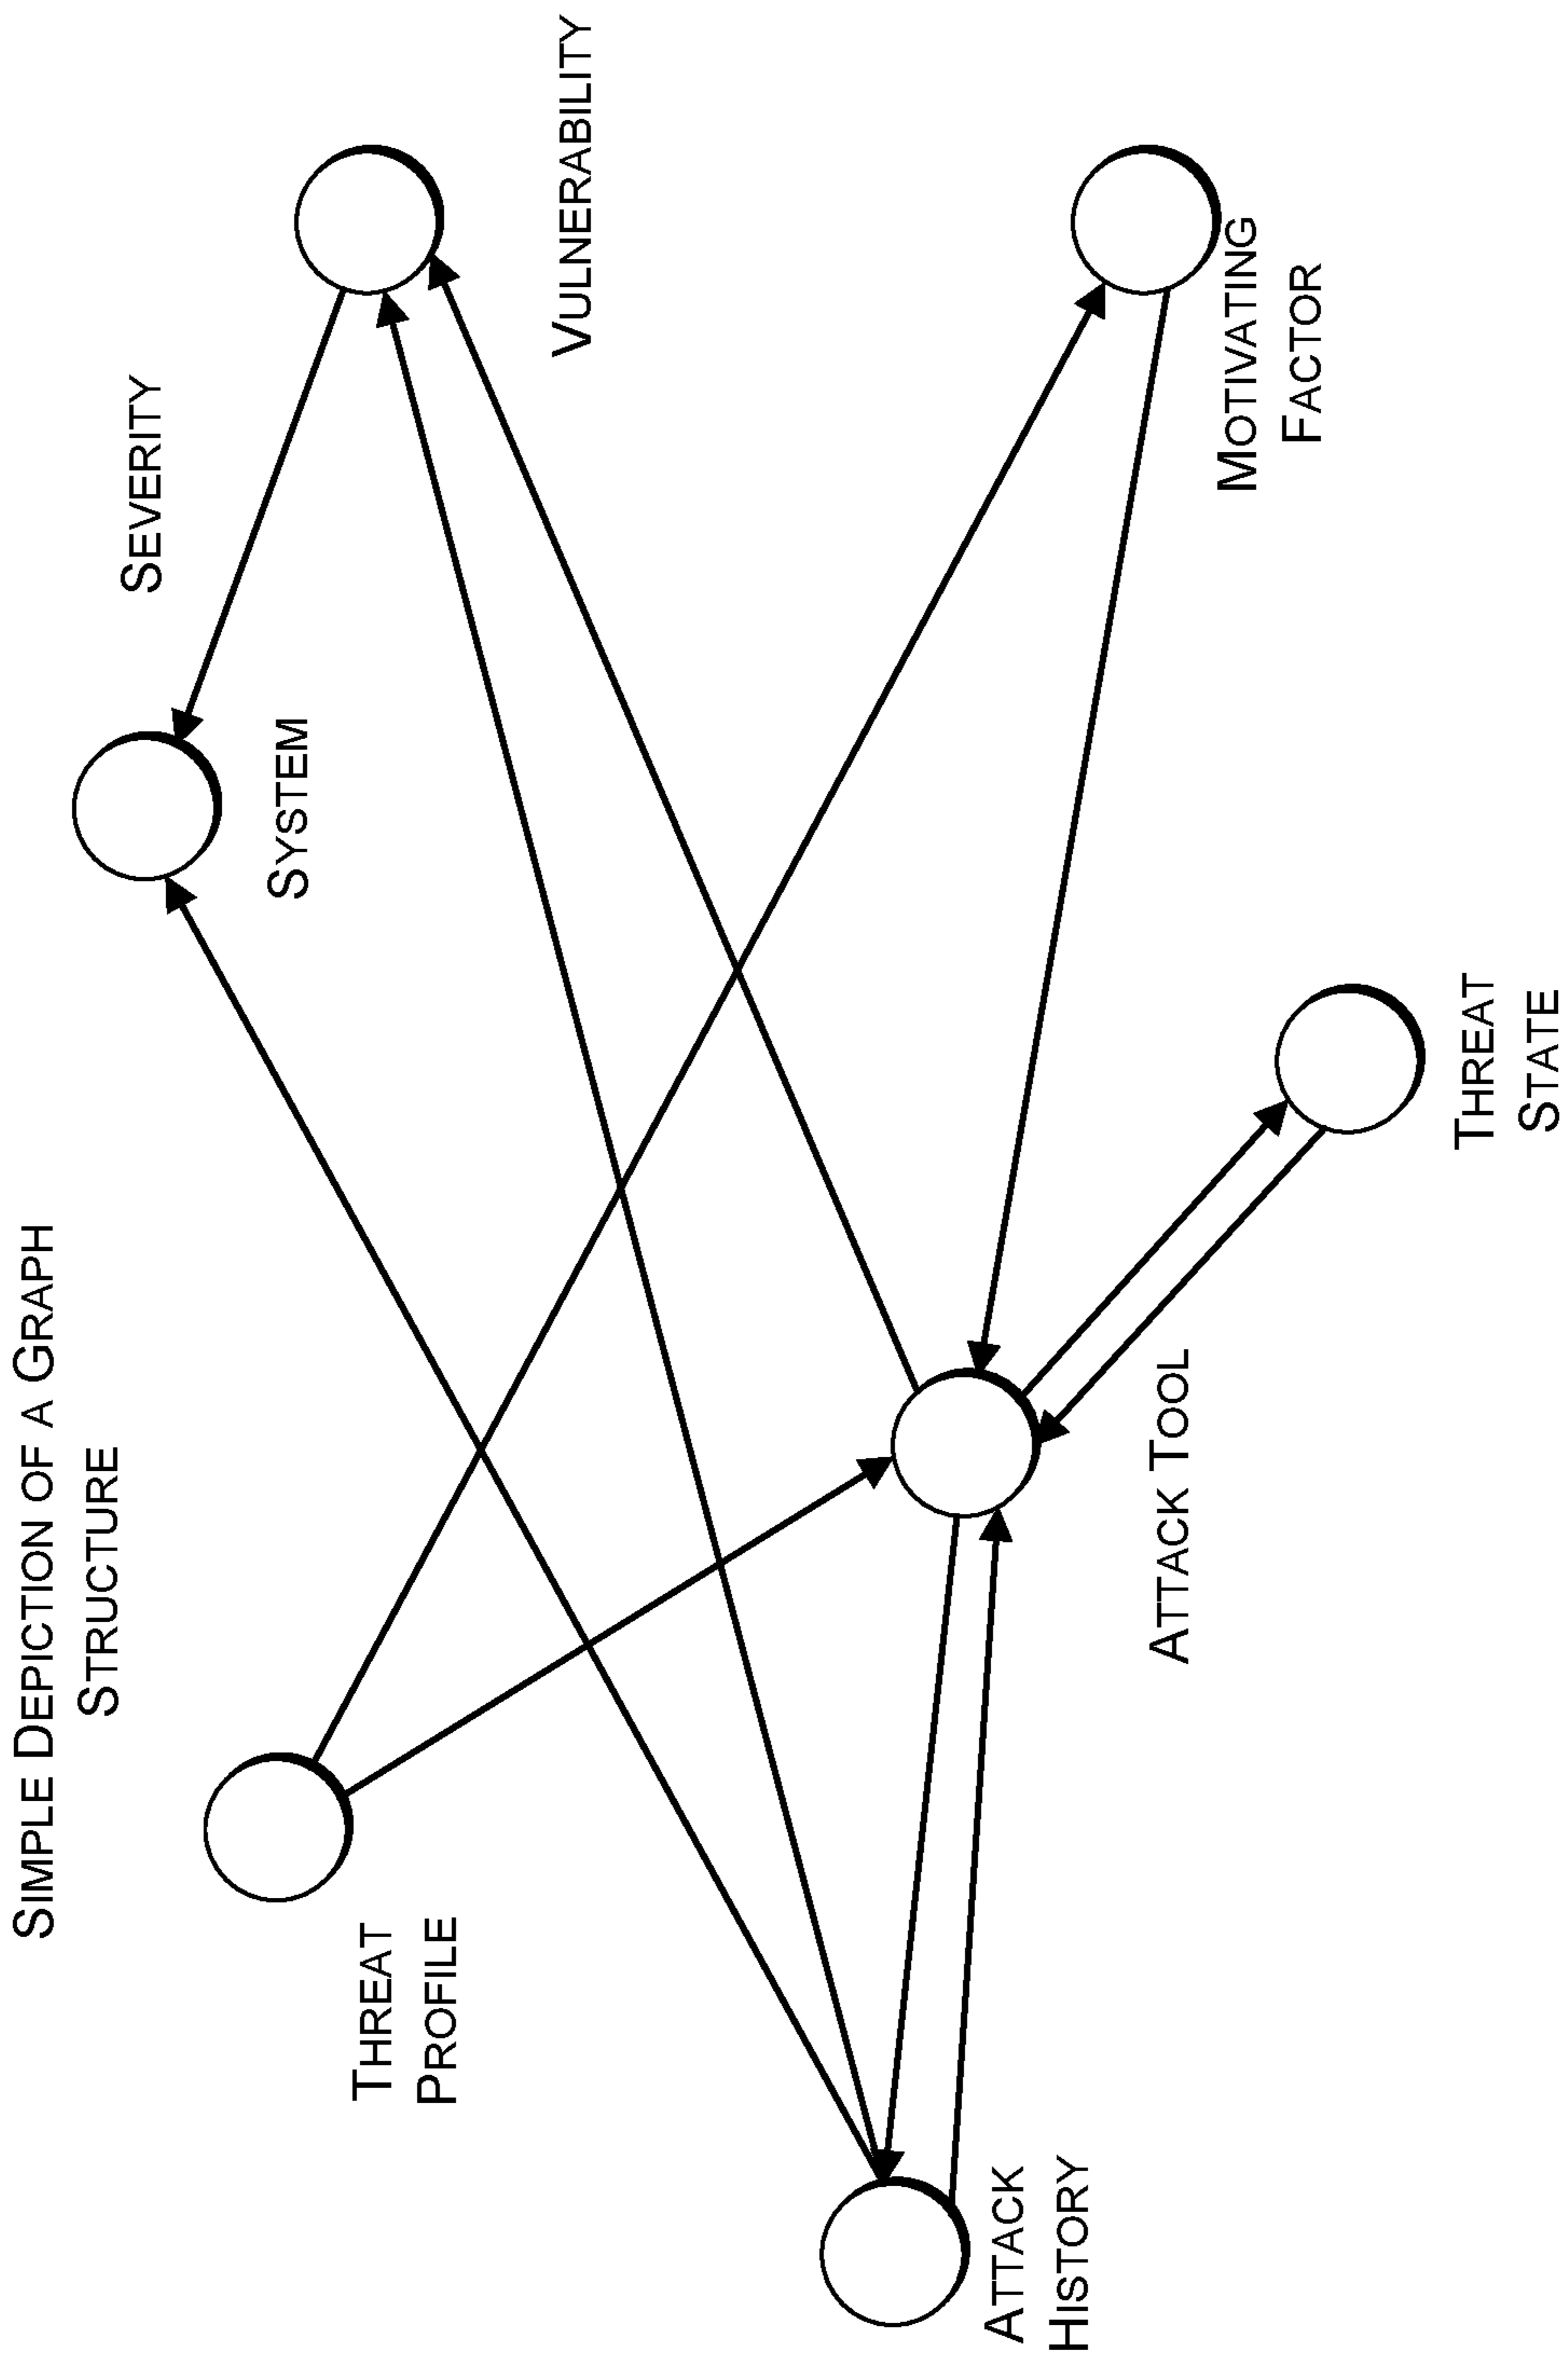 SIMPLE DEPICTION OF A GRAPH
STRUCTURE
SEVERITY
SYSTEM
THREAT
PROFILE
VULNERABILITY
ATTACK
HISTORY
ATTACK TOOL
MOTIVATING
FACTOR
THREAT
STATE